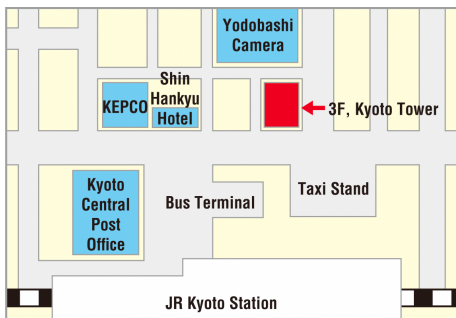 Yodobashi
Camera
Shin
Hankyu
Hotel
KEPCO
3F, Kyoto Tower
Kyoto
Central
Post
Office
Bus Terminal
Taxi Stand
JR Kyoto Station